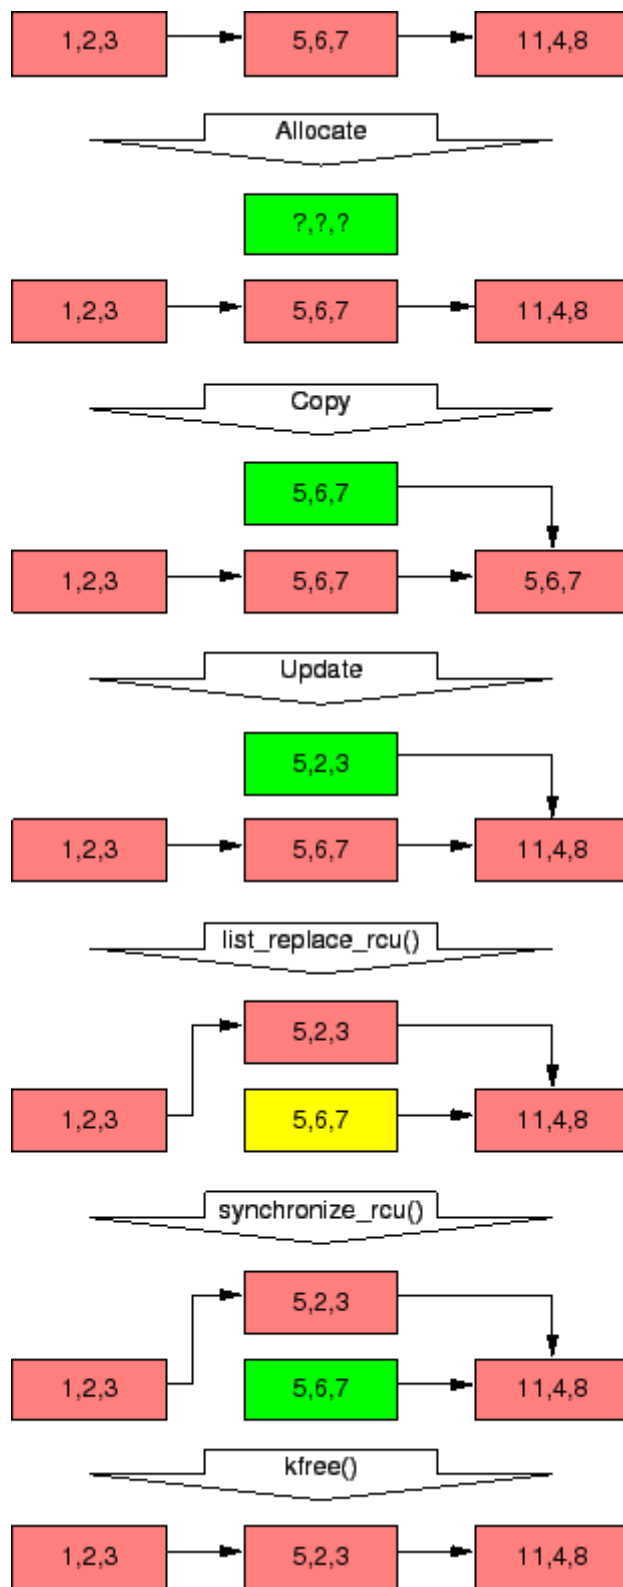 1,2,3 5,6,7 11,4,8
Allocate
?,?,?
1,2,3 5,6,7 11,4,8
Copy
5,6,7
1,2,3 5,6,7 5,6,7
Update
5,2,3
1,2,3 5,6,7 11,4,8
list_replace_rcu()
5,2,3
1,2,3 5,6,7 11,4,8
synchronize_rcu()
5,2,3
1,2,3 5,6,7 11,4,8
kfree()
1,2,3 5,2,3 11,4,8